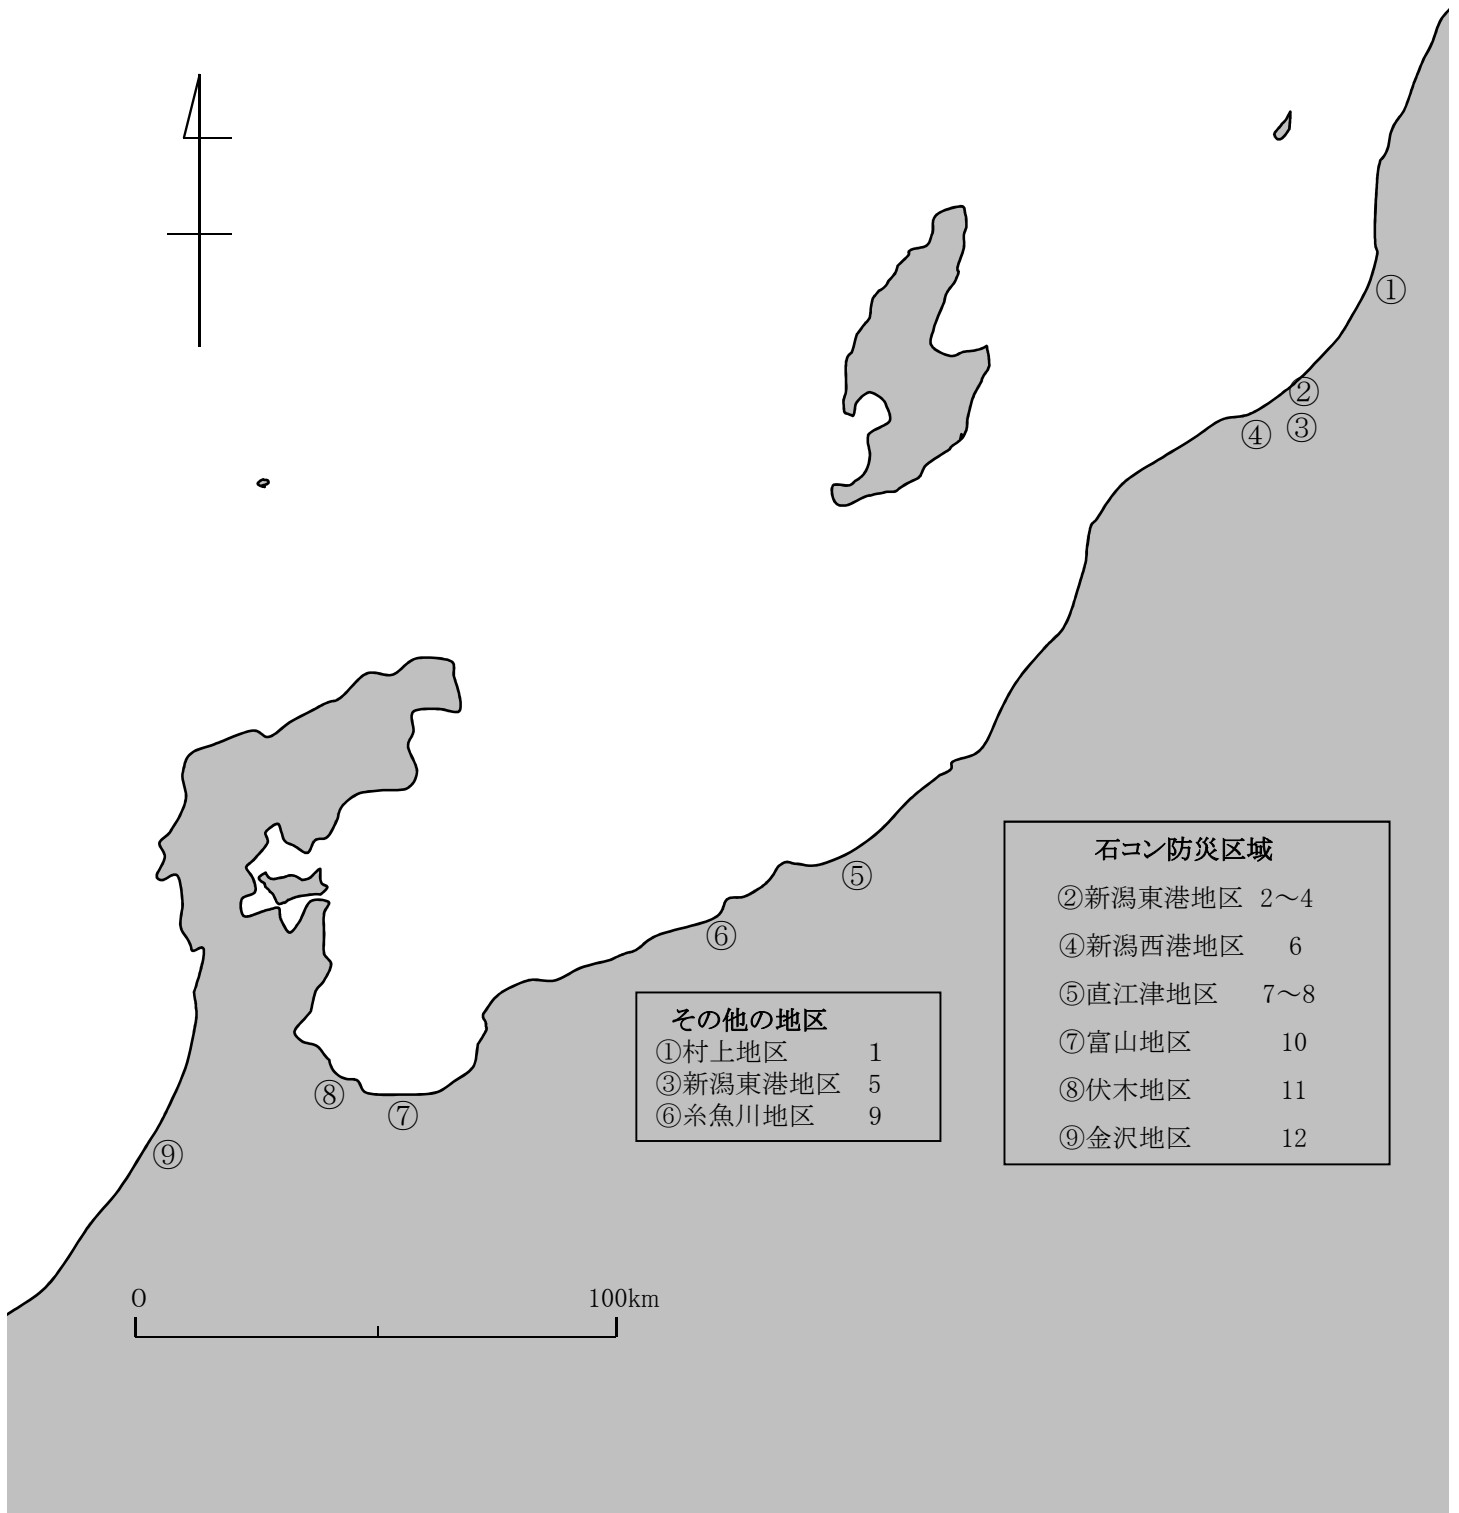 ①
②
④ ③
⑤
⑥
⑧
⑦
⑨
石コン防災区域
②新潟東港地区 2～4
④新潟西港地区 6
⑤直江津地区 7～8
⑦富山地区 10
⑧伏木地区 11
⑨金沢地区 12
その他の地区
①村上地区 1
③新潟東港地区 5
⑥糸魚川地区 9
0 100km